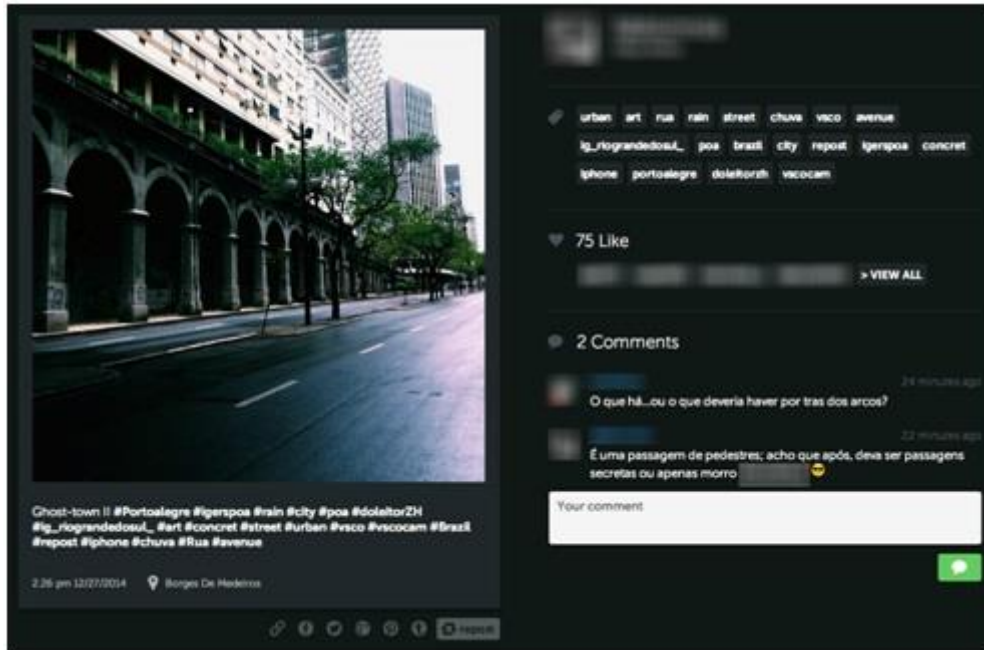 urban art rua rain street chuva vsco avenue
ig_riograndedosul_ poa brazil city repost igerspoa concret
iphone portoalegre doleitorzh vscocam
75 Like
> VIEW ALL
2 Comments
24 minutes ago
O que há...ou o que deveria haver por tras dos arcos?
22 minutes ago
É uma passagem de pedestres; acho que após, deva ser passagens
secretas ou apenas morro
Your comment
Ghost-town II #Portoalegre #igerspoa #rain #city #poa #doleitorZH
#ig_riograndedosul_ #art #concret #street #urban #vsco #vscocam #Brazil
#repost #iphone #chuva #Rua #avenue
2:26 pm 12/27/2014 Borges De Medeiros
repost